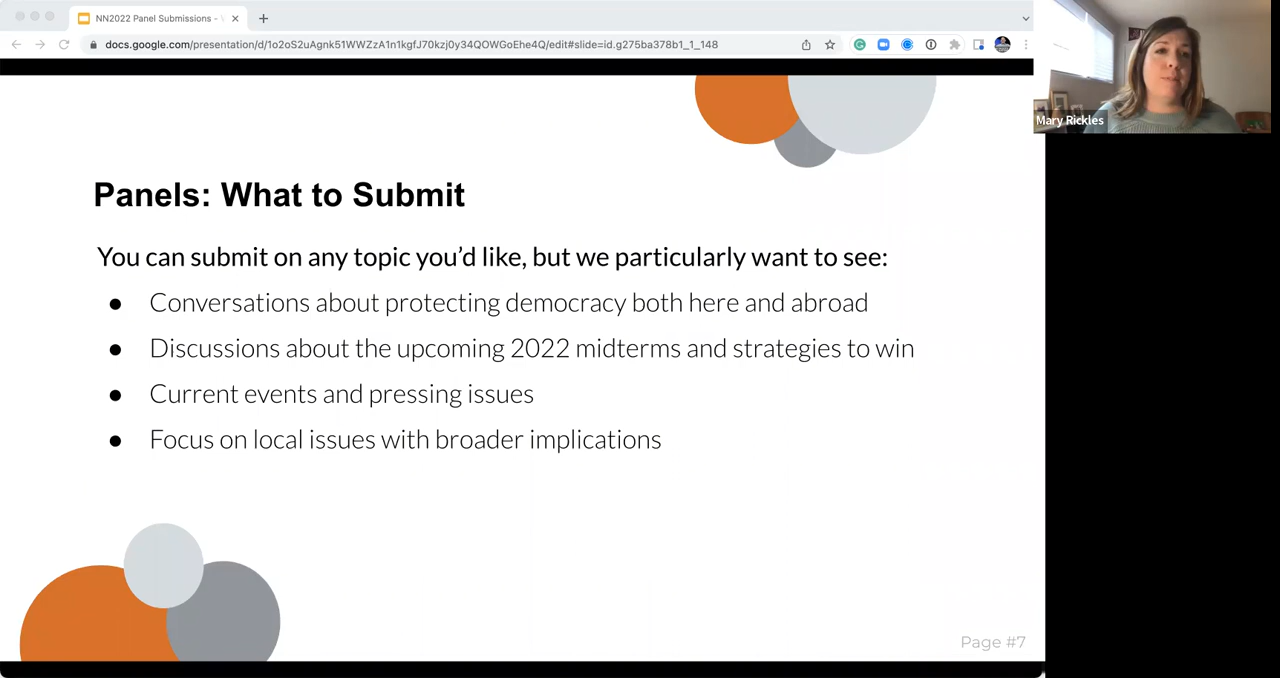 NN2022 Panel Submissions -
docs.google.com/presentation/d/1o2oS2uAgnk51WWZzA1n1kgfJ70kzj0y34QOWGoEhe4Q/edit#slide=id.g275ba378b1_1_148
Mary Rickles
Panels: What to Submit
You can submit on any topic you’d like, but we particularly want to see:
● Conversations about protecting democracy both here and abroad
● Discussions about the upcoming 2022 midterms and strategies to win
● Current events and pressing issues
● Focus on local issues with broader implications
Page #7